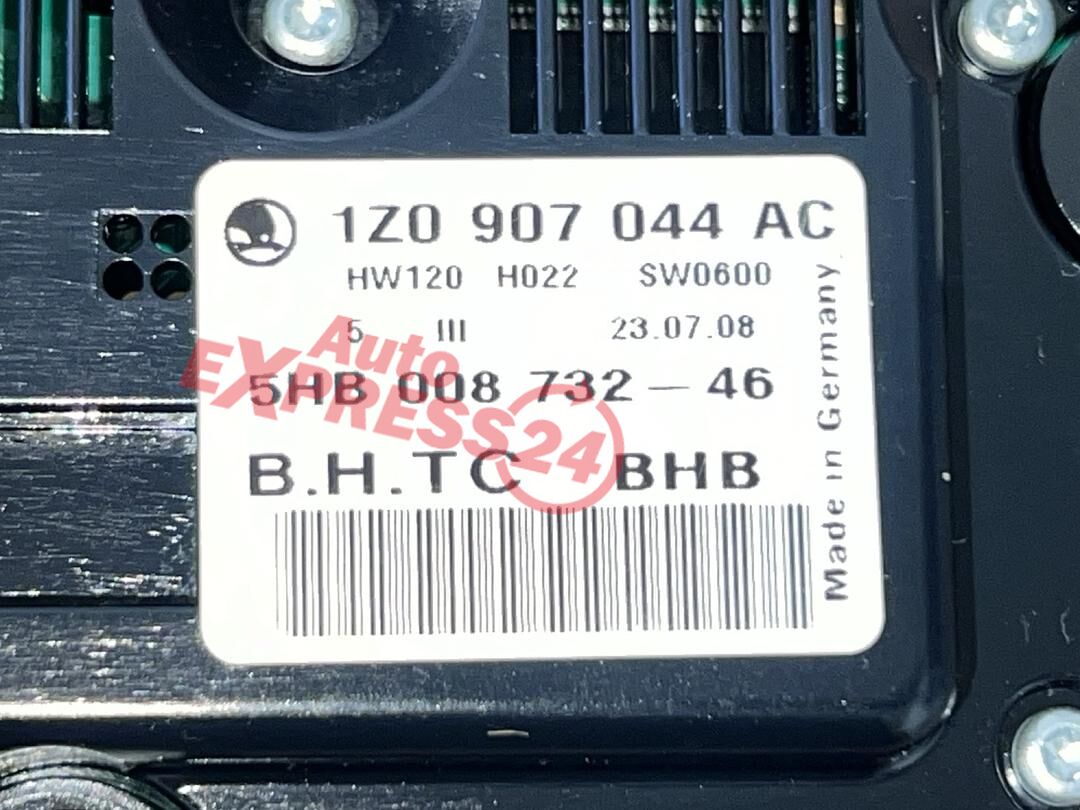 1Z0 907 044 AC
HW120 H022 SW0600
5 III 23.07.08
5HB 008 732 — 46
B.H.TC BHB
Made in Germany
Auto
EXPRESS24